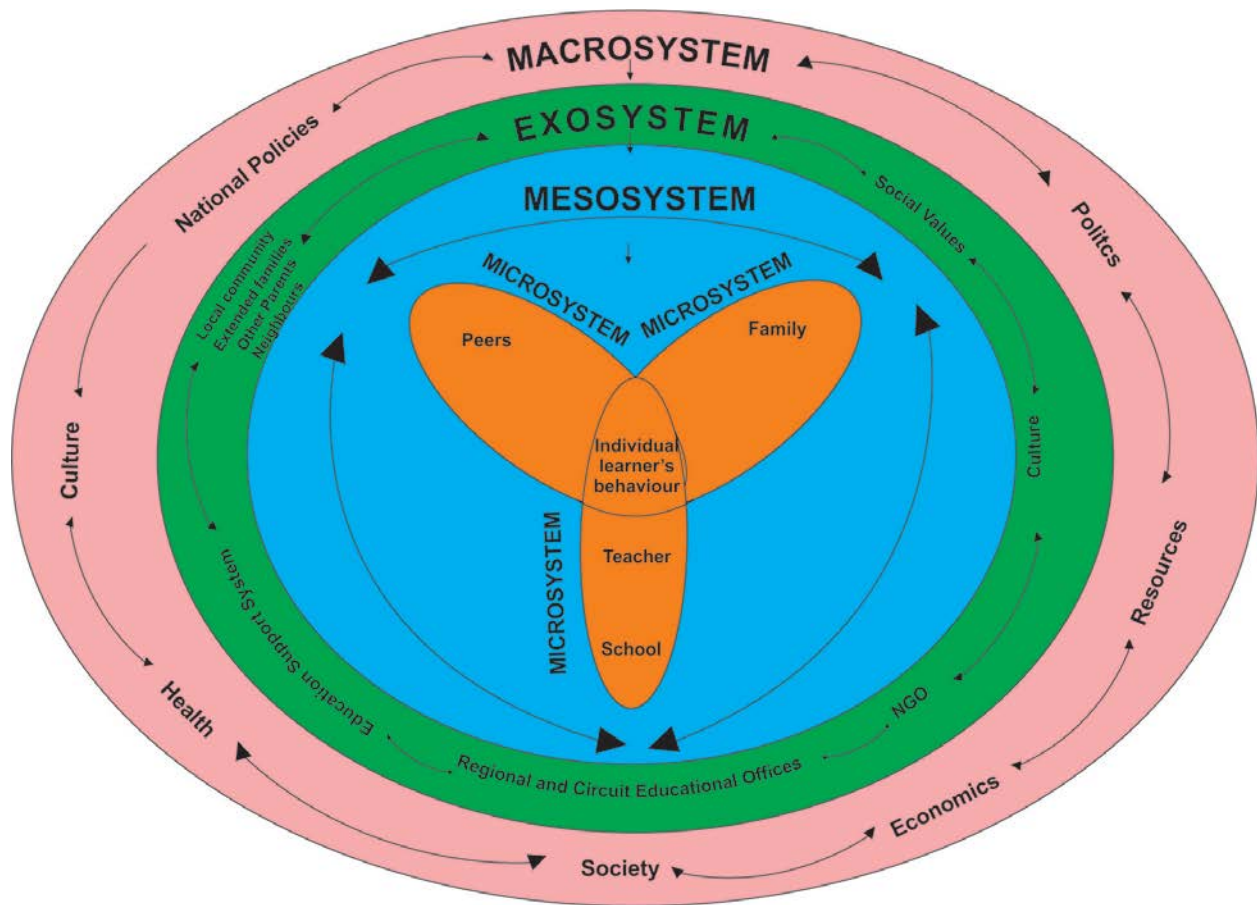 MACROSYSTEM
EXOSYSTEM
MESOSYSTEM
National Policies
Politcs
Social Values
Local community
Extended families
Other Parents
Neighbours
MICROSYSTEM
MICROSYSTEM
Peers
Family
Individual
learner's
behaviour
Culture
Culture
MICROSYSTEM
Teacher
School
Resources
Education Support System
Health
NGO
Regional and Circuit Educational Offices
Economics
Society